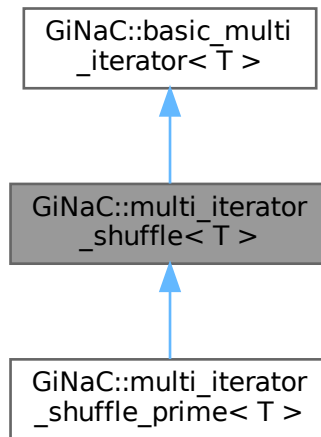 GiNaC::basic_multi
_iterator< T >
GiNaC::multi_iterator
_shuffle< T >
GiNaC::multi_iterator
_shuffle_prime< T >